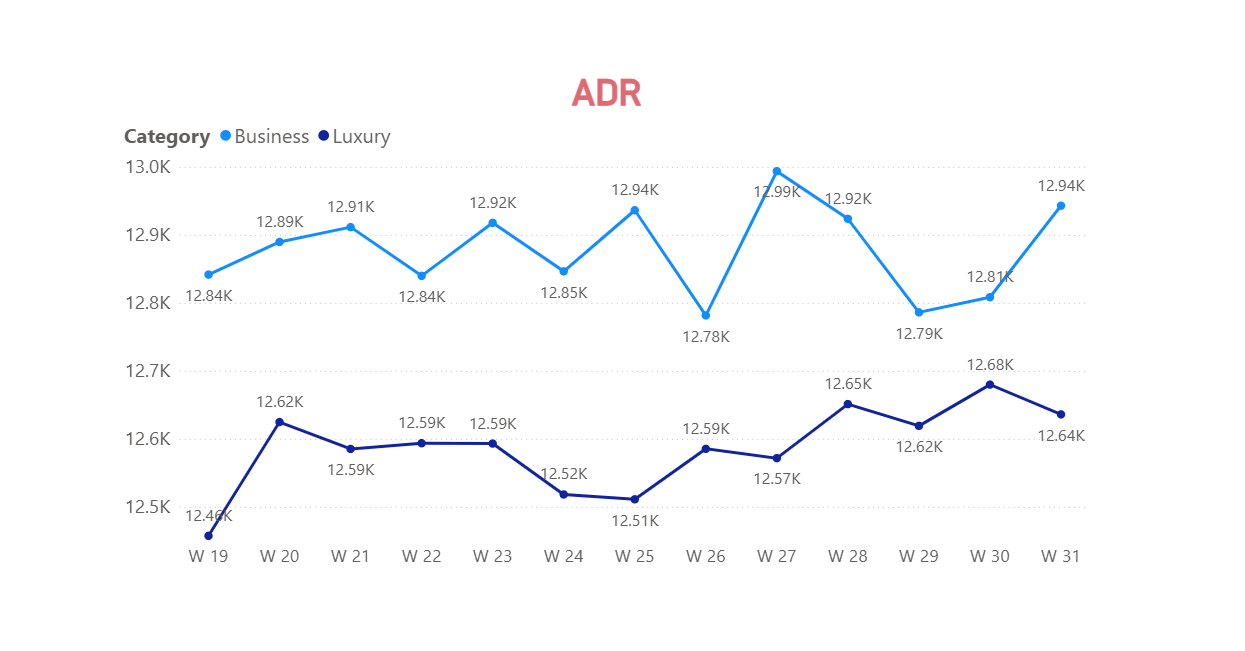 ADR
Category Business Luxury
13.0K
12.99K
12.94K
12.94K
12.91K
12.92K
12.92K
12.89K
12.9K
12.84K
12.84K
12.85K
12.81K
12.8K
12.78K
12.79K
12.7K
12.68K
12.65K
12.62K
12.59K
12.59K
12.59K
12.6K
12.64K
12.62K
12.59K
12.52K
12.57K
12.5K
12.46K
12.51K
W 19 W 20 W 21 W 22 W 23 W 24 W 25 W 26 W 27 W 28 W 29 W 30 W 31